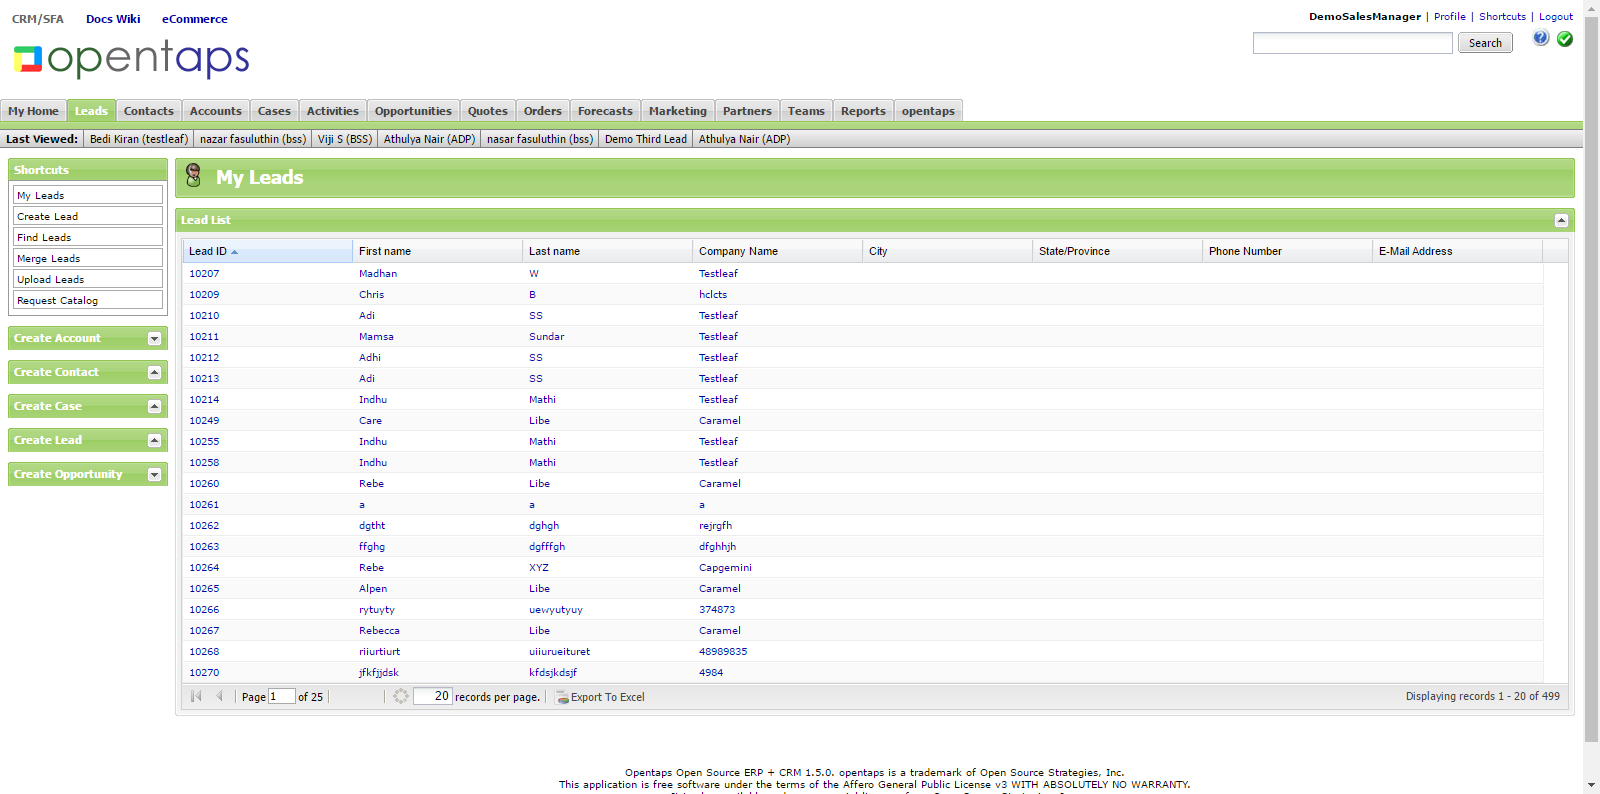 CRM/SFA Docs Wiki eCommerce
DemoSalesManager | Profile | Shortcuts | Logout
opentaps
Search
My Home Leads Contacts Accounts Cases Activities Opportunities Quotes Orders Forecasts Marketing Partners Teams Reports opentaps
Last Viewed: Bedi Kiran (testleaf) nazar fasuluthin (bss) Viji S (BSS) Athulya Nair (ADP) nasar fasuluthin (bss) Demo Third Lead Athulya Nair (ADP)
Shortcuts
My Leads
Create Lead
Find Leads
Merge Leads
Upload Leads
Request Catalog
Create Account
Create Contact
Create Case
Create Lead
Create Opportunity
My Leads
Lead List
Lead ID First name Last name Company Name City State/Province Phone Number E-Mail Address
10207 Madhan W Testleaf
10209 Chris B hclcts
10210 Adi SS Testleaf
10211 Mamsa Sundar Testleaf
10212 Adhi SS Testleaf
10213 Adi SS Testleaf
10214 Indhu Mathi Testleaf
10249 Care Libe Caramel
10255 Indhu Mathi Testleaf
10258 Indhu Mathi Testleaf
10260 Rebe Libe Caramel
10261 a a a
10262 dgtht dghgh rejrgfh
10263 ffghg dgfffgh dfghhjh
10264 Rebe XYZ Capgemini
10265 Alpen Libe Caramel
10266 rytuyty uewyutyuy 374873
10267 Rebecca Libe Caramel
10268 riiurtiurt uiiurueituret 48989835
10270 jfkfjjdsk kfdsjkdsjf 4984
Page 1 of 25 20 records per page. Export To Excel Displaying records 1 - 20 of 499
Opentaps Open Source ERP + CRM 1.5.0. opentaps is a trademark of Open Source Strategies, Inc.
This application is free software under the terms of the Affero General Public License v3 WITH ABSOLUTELY NO WARRANTY.